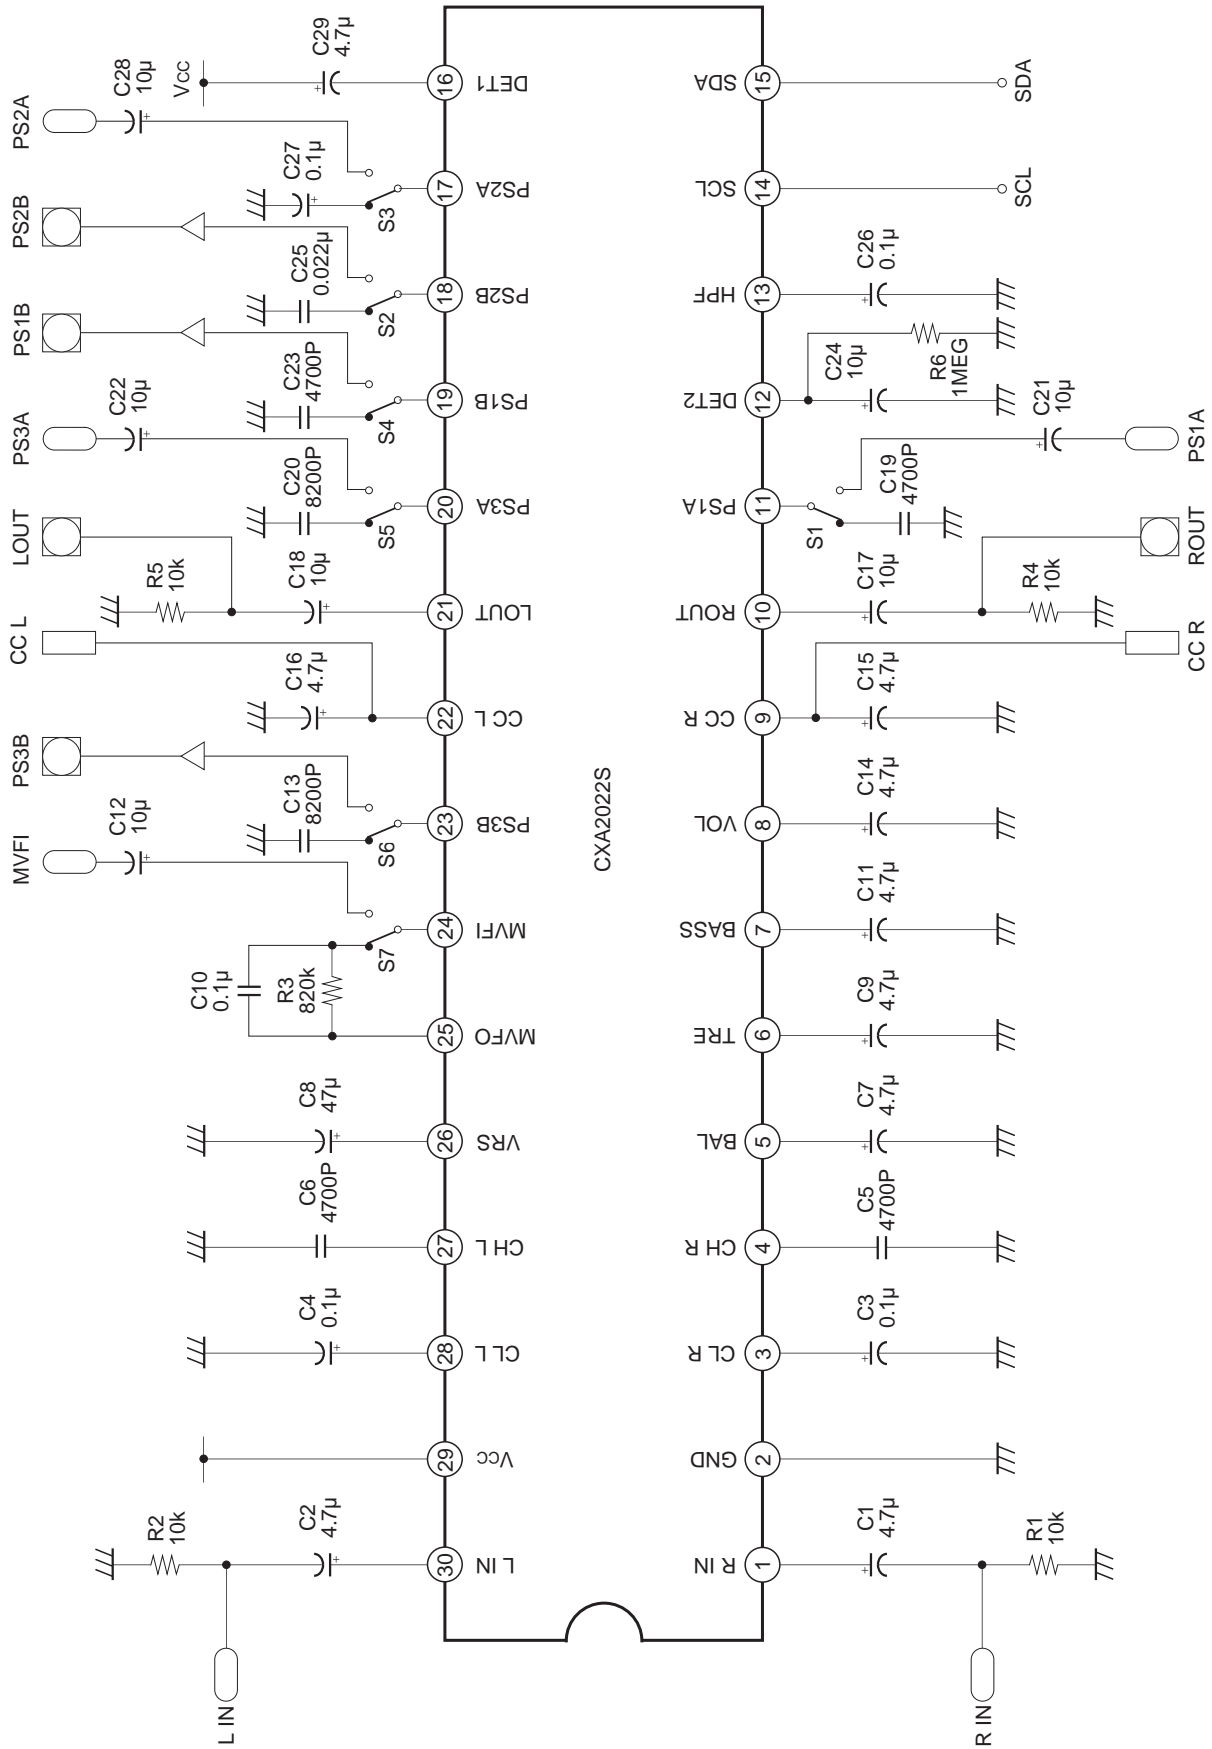 PS2A
PS2B
PS1B
PS3A
LOUT
CC L
PS3B
MVFI
C29
4.7µ
C28
10µ
Vcc
C27
0.1µ
S3
C25
0.022µ
S2
C22
10µ
C23
4700P
S4
C20
8200P
S5
R5
10k
C18
10µ
C16
4.7µ
C12
10µ
C13
8200P
S6
S7
C10
0.1µ
R3
820k
C8
47µ
C6
4700P
C4
0.1µ
R2
10k
C2
4.7µ
L IN
16
DET1
17
PS2A
18
PS2B
19
PS1B
20
PS3A
21
LOUT
22
CC L
23
PS3B
24
MVFI
25
MVFO
26
VRS
27
CH L
28
CL L
29
Vcc
30
L IN
CXA2022S
SDA
15
SCL
14
HPF
13
DET2
12
PS1A
11
ROUT
10
CC R
9
VOL
8
BASS
7
TRE
6
BAL
5
CH R
4
CL R
3
GND
2
R IN
1
SDA
SCL
C26
0.1µ
C24
10µ
R6
1MEG
C21
10µ
PS1A
S1
C19
4700P
C17
10µ
R4
10k
ROUT
C15
4.7µ
CC R
C14
4.7µ
C11
4.7µ
C9
4.7µ
C7
4.7µ
C5
4700P
C3
0.1µ
C1
4.7µ
R1
10k
R IN